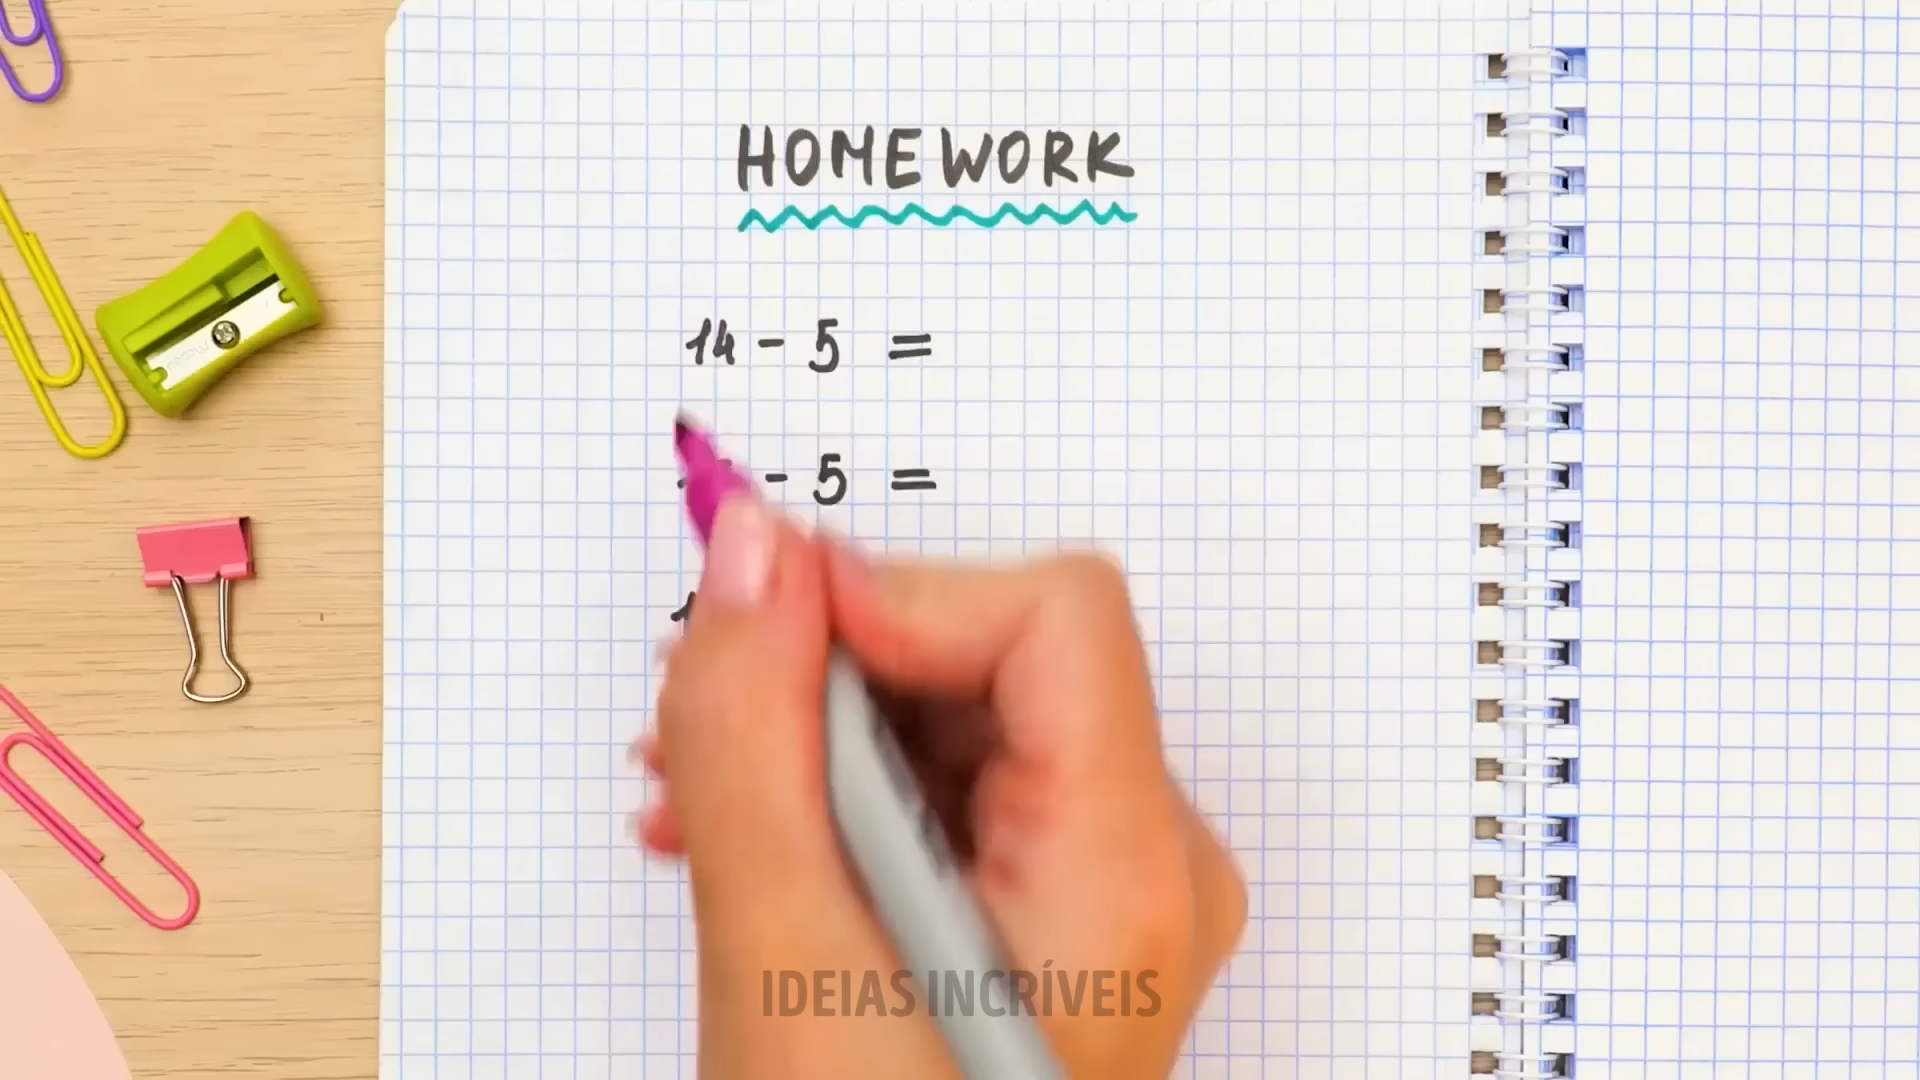 HOMEWORK
14 - 5 =
- 5 =
IDEIAS INCRÍVEIS